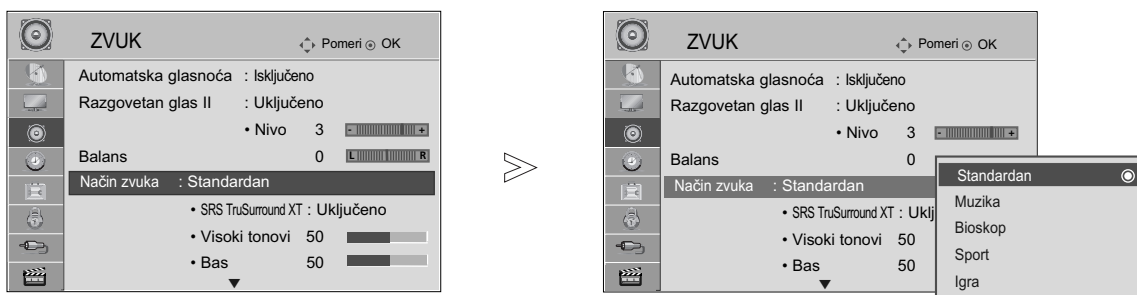 ZVUK
Pomeri OK
Automatska glasnoća : Isključeno
Razgovetan glas II : Uključeno
• Nivo 3 - +
Balans 0 L R
Način zvuka : Standardan
• SRS TruSurround XT : Uključeno
• Visoki tonovi 50
• Bas 50
ZVUK
Pomeri OK
Automatska glasnoća : Isključeno
Razgovetan glas II : Uključeno
• Nivo 3 - +
Balans 0
Način zvuka : Standardan
• SRS TruSurround XT : Uklj
• Visoki tonovi 50
• Bas 50
Standardan
Muzika
Bioskop
Sport
Igra